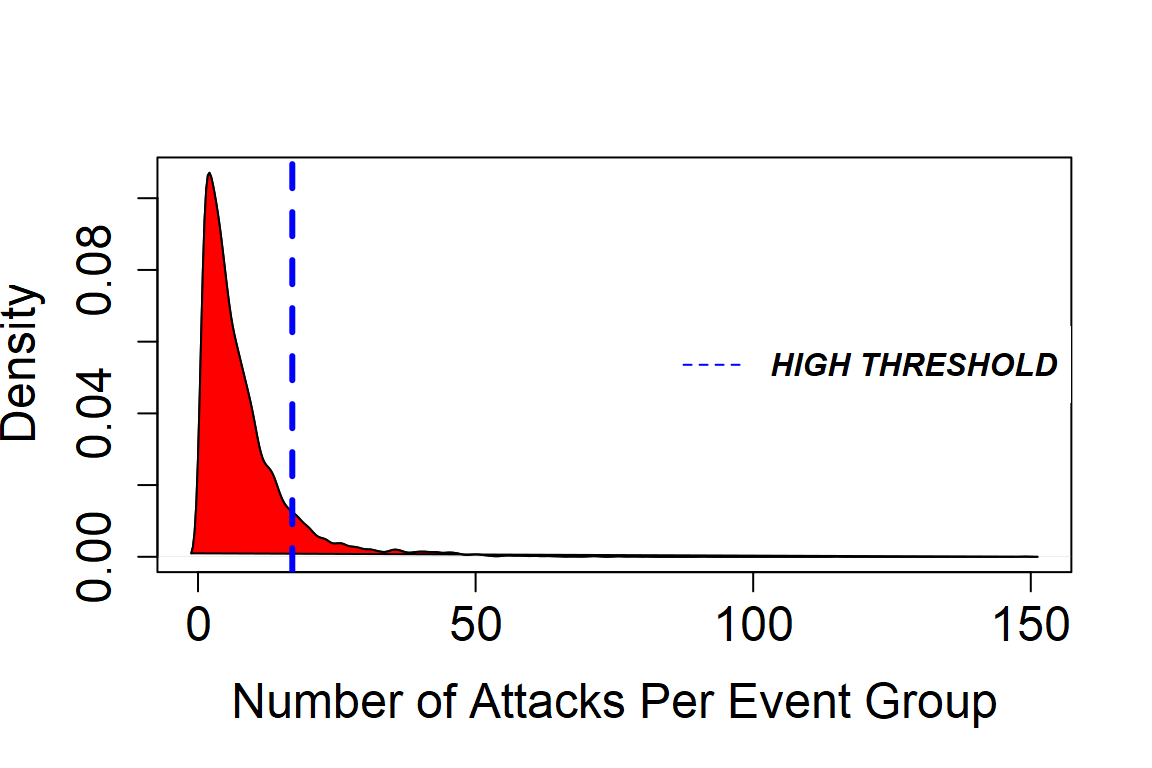 Density
0.08
0.04
0.00
HIGH THRESHOLD
0 50 100 150
Number of Attacks Per Event Group